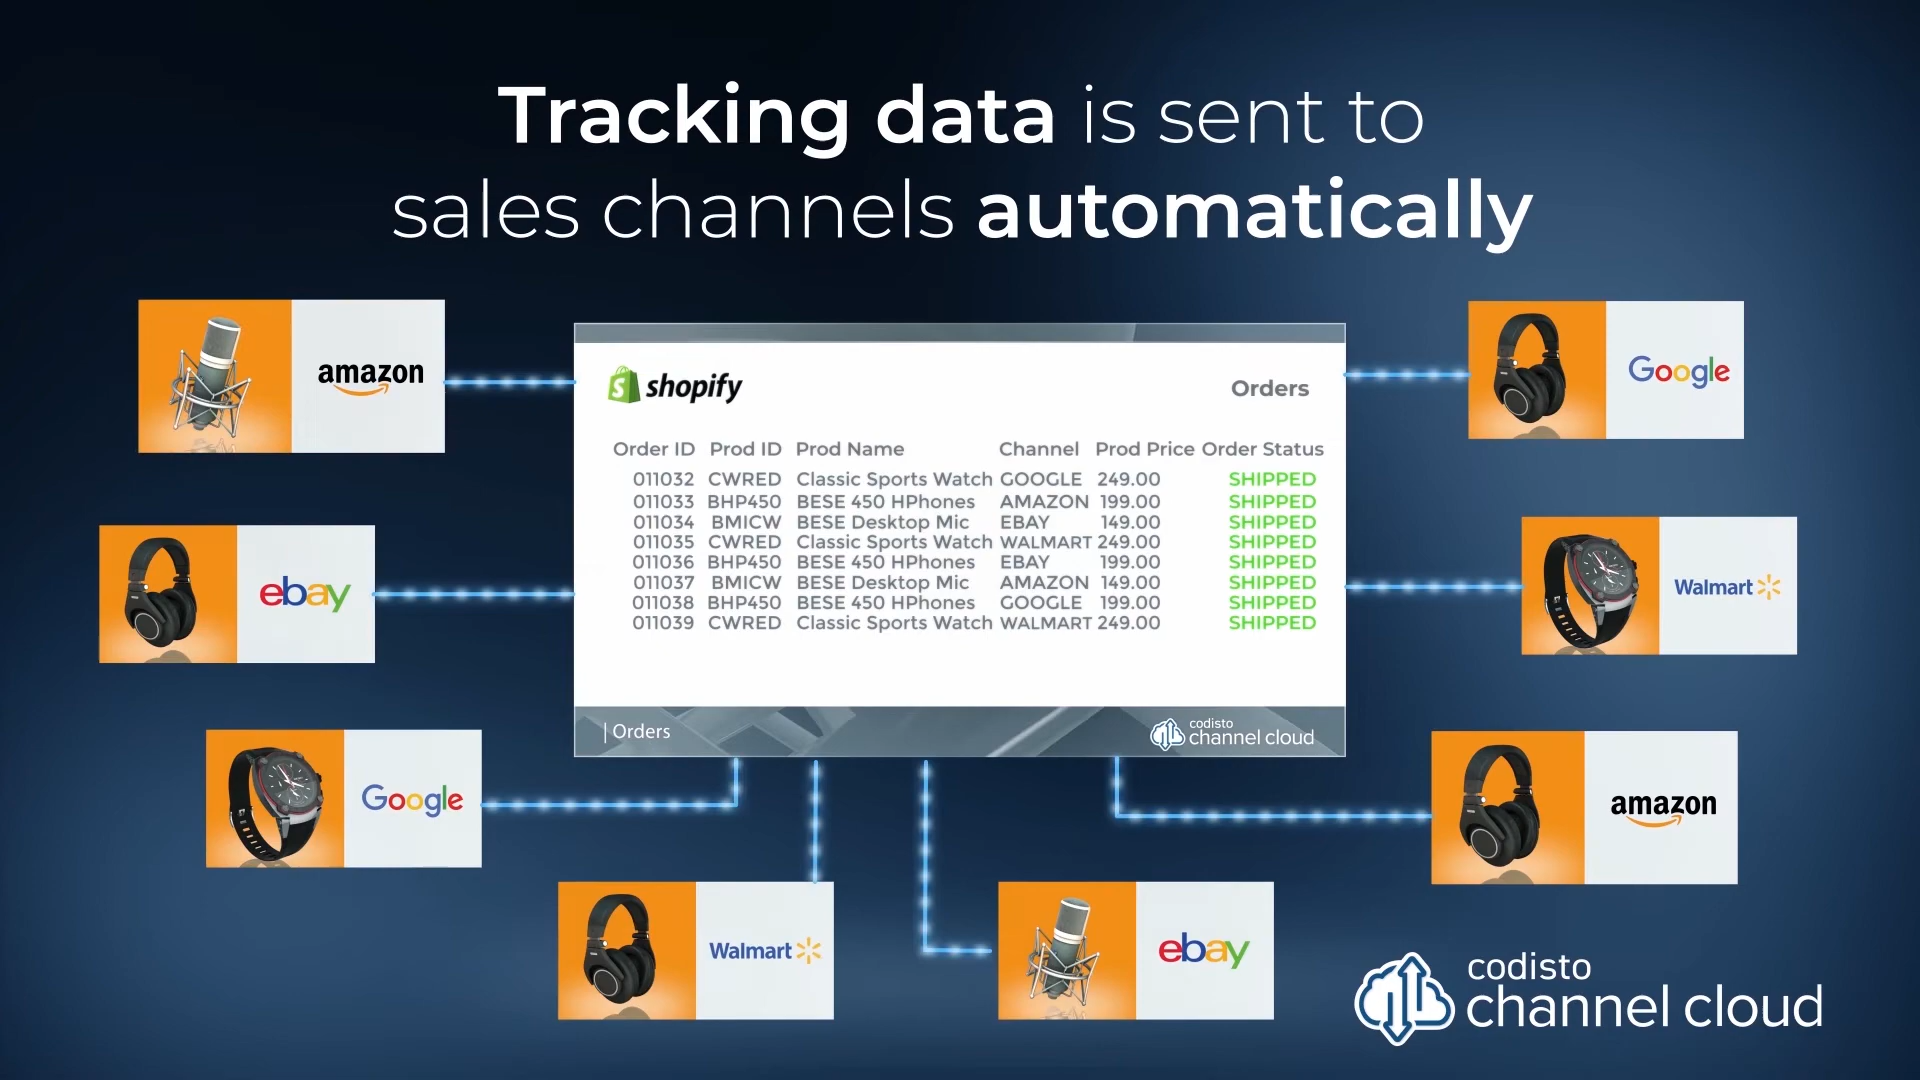 Tracking data is sent to
sales channels automatically
amazon
Google
shopify
Orders
Order ID Prod ID Prod Name Channel Prod Price Order Status
011032 CWRED Classic Sports Watch GOOGLE 249.00 SHIPPED
011033 BHP450 BESE 450 HPhones AMAZON 199.00 SHIPPED
011034 BMICW BESE Desktop Mic EBAY 149.00 SHIPPED
011035 CWRED Classic Sports Watch WALMART 249.00 SHIPPED
011036 BHP450 BESE 450 HPhones EBAY 199.00 SHIPPED
011037 BMICW BESE Desktop Mic AMAZON 149.00 SHIPPED
011038 BHP450 BESE 450 HPhones GOOGLE 199.00 SHIPPED
011039 CWRED Classic Sports Watch WALMART 249.00 SHIPPED
ebay
Walmart
| Orders
codisto
channel cloud
Google
amazon
Walmart
ebay
codisto
channel cloud